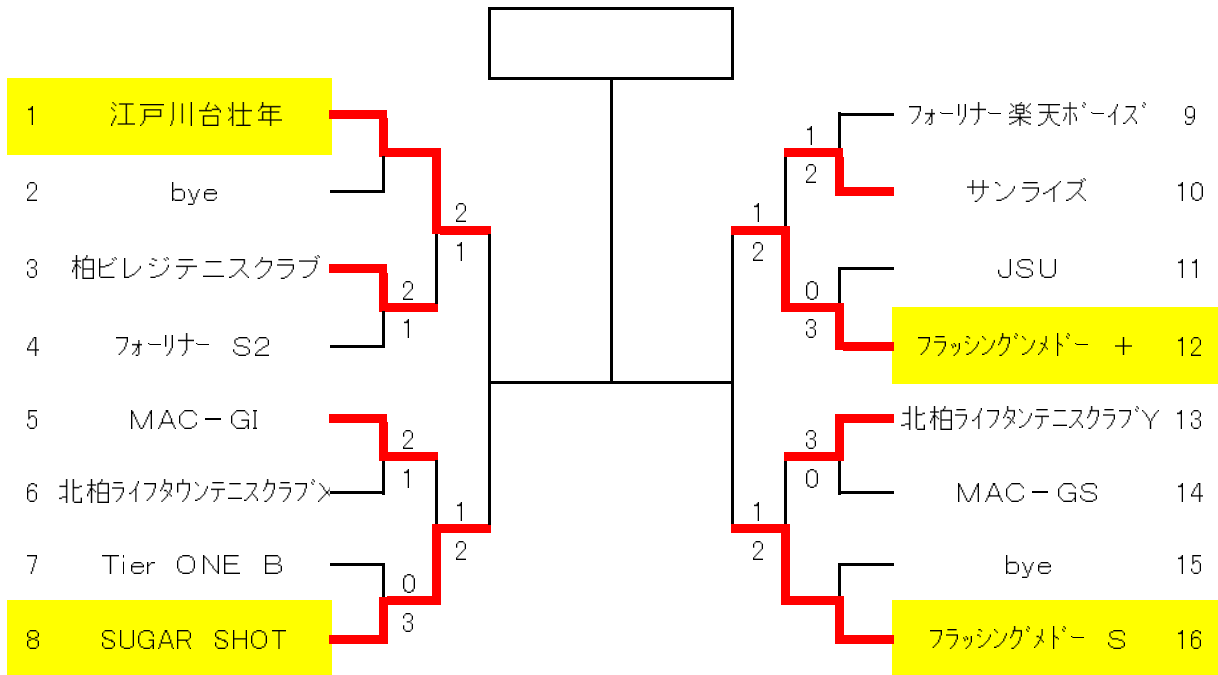 1 江戸川台壮年
2 bye
2
1
3 柏ビレジテニスクラブ
2
1
4 フォーリナー S2
5 MAC－GI
2
1
6 北柏ライフタウンテニスクラブX
1
2
7 Tier ONE B
0
3
8 SUGAR SHOT
フォーリナー楽天ボーイズ 9
1
2
サンライズ 10
1
2
JSU 11
0
3
フラッシングンメドー ＋ 12
北柏ライフタンテニスクラブY 13
3
0
MAC－GS 14
1
2
bye 15
フラッシングメドー S 16